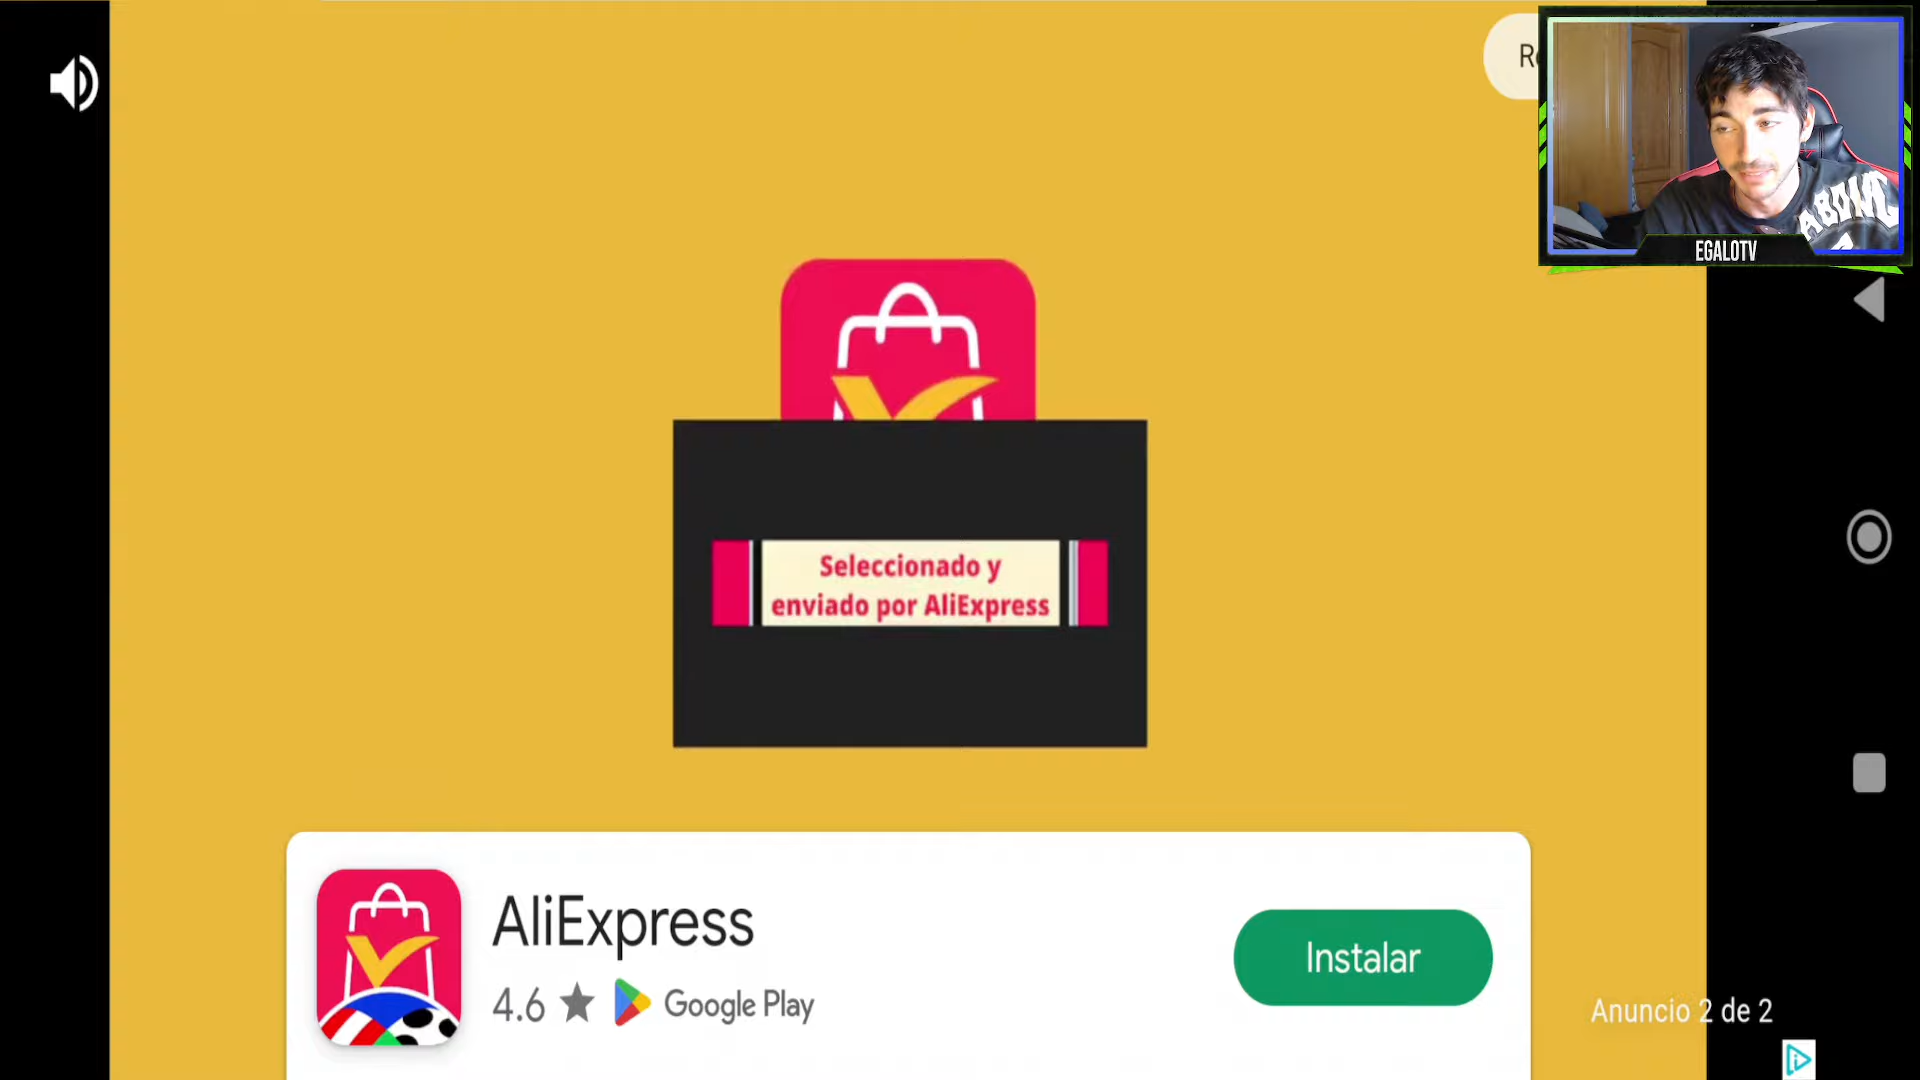 EGALOTV
Seleccionado y
enviado por AliExpress
AliExpress
4.6 ★ Google Play
Instalar
Anuncio 2 de 2